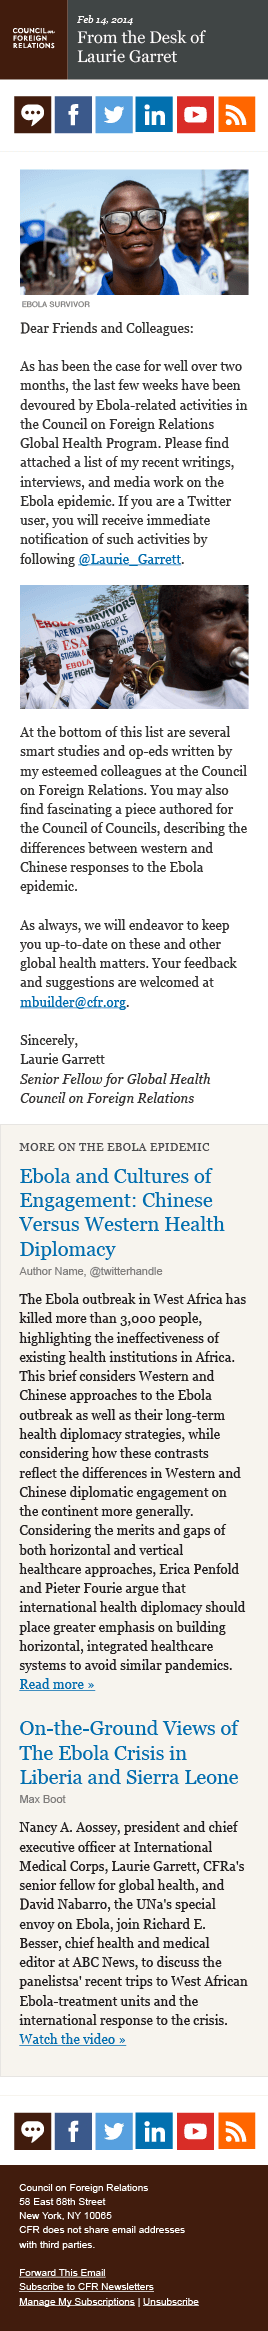 COUNCIL on
FOREIGN
RELATIONS
Feb 14, 2014
From the Desk of
Laurie Garret
EBOLA SURVIVOR
Dear Friends and Colleagues:
As has been the case for well over two
months, the last few weeks have been
devoured by Ebola-related activities in
the Council on Foreign Relations
Global Health Program. Please find
attached a list of my recent writings,
interviews, and media work on the
Ebola epidemic. If you are a Twitter
user, you will receive immediate
notification of such activities by
following @Laurie_Garrett.
EBOLA SURVIVORS
ARE NOT BAD PEOPLE
At the bottom of this list are several
smart studies and op-eds written by
my esteemed colleagues at the Council
on Foreign Relations. You may also
find fascinating a piece authored for
the Council of Councils, describing the
differences between western and
Chinese responses to the Ebola
epidemic.
As always, we will endeavor to keep
you up-to-date on these and other
global health matters. Your feedback
and suggestions are welcomed at
mbuilder@cfr.org.
Sincerely,
Laurie Garrett
Senior Fellow for Global Health
Council on Foreign Relations
MORE ON THE EBOLA EPIDEMIC
Ebola and Cultures of
Engagement: Chinese
Versus Western Health
Diplomacy
Author Name, @twitterhandle
The Ebola outbreak in West Africa has
killed more than 3,000 people,
highlighting the ineffectiveness of
existing health institutions in Africa.
This brief considers Western and
Chinese approaches to the Ebola
outbreak as well as their long-term
health diplomacy strategies, while
considering how these contrasts
reflect the differences in Western and
Chinese diplomatic engagement on
the continent more generally.
Considering the merits and gaps of
both horizontal and vertical
healthcare approaches, Erica Penfold
and Pieter Fourie argue that
international health diplomacy should
place greater emphasis on building
horizontal, integrated healthcare
systems to avoid similar pandemics.
Read more »
On-the-Ground Views of
The Ebola Crisis in
Liberia and Sierra Leone
Max Boot
Nancy A. Aossey, president and chief
executive officer at International
Medical Corps, Laurie Garrett, CFRa's
senior fellow for global health, and
David Nabarro, the UNa's special
envoy on Ebola, join Richard E.
Besser, chief health and medical
editor at ABC News, to discuss the
panelistsa' recent trips to West African
Ebola-treatment units and the
international response to the crisis.
Watch the video »
Council on Foreign Relations
58 East 68th Street
New York, NY 10065
CFR does not share email addresses
with third parties.
Forward This Email
Subscribe to CFR Newsletters
Manage My Subscriptions | Unsubscribe